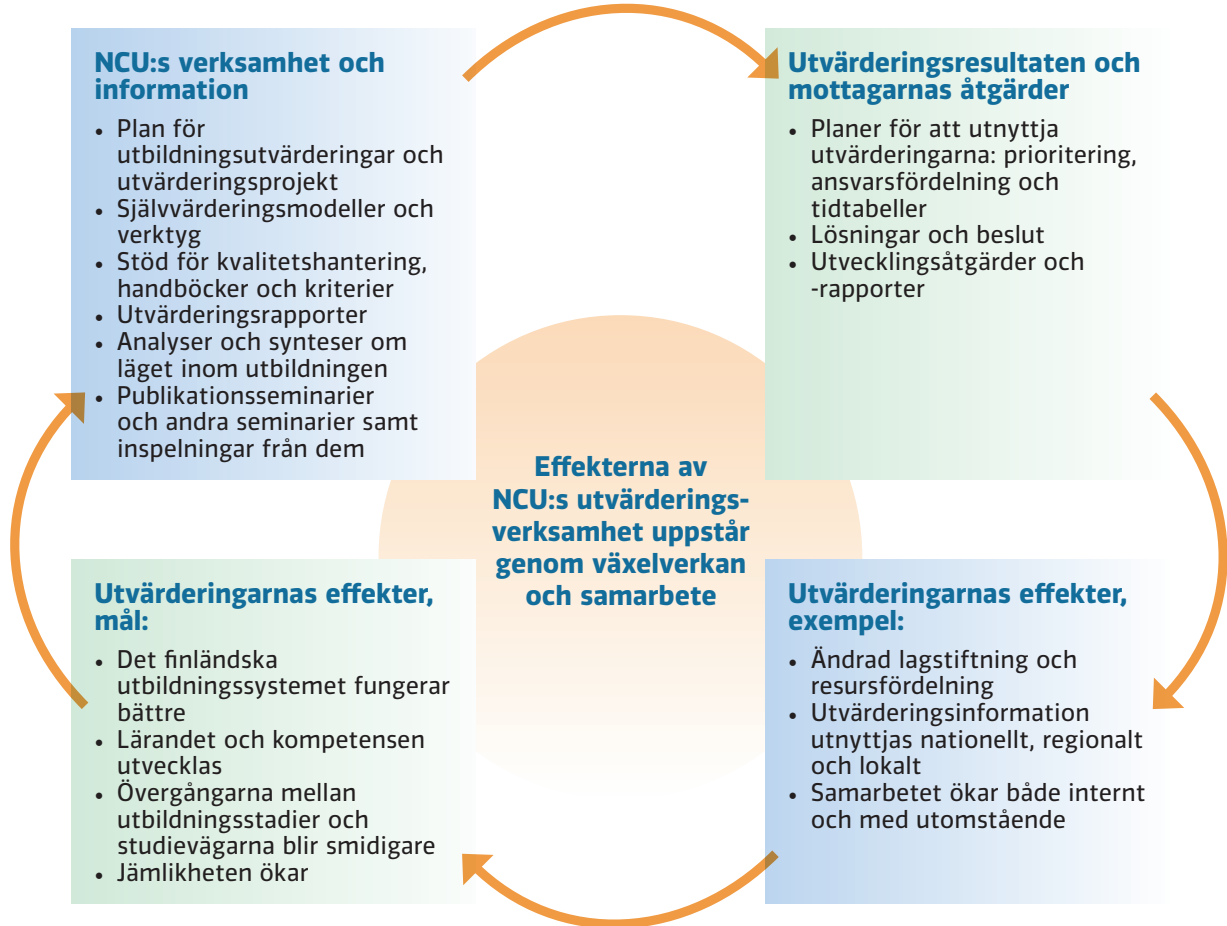 NCU:s verksamhet och
information
• Plan för
utbildningsutvärderingar och
utvärderingsprojekt
• Självvärderingsmodeller och
verktyg
• Stöd för kvalitetshantering,
handböcker och kriterier
• Utvärderingsrapporter
• Analyser och synteser om
läget inom utbildningen
• Publikationsseminarier
och andra seminarier samt
inspelningar från dem
Utvärderingsresultaten och
mottagarnas åtgärder
• Planer för att utnyttja
utvärderingarna: prioritering,
ansvarsfördelning och
tidtabeller
• Lösningar och beslut
• Utvecklingsåtgärder och
-rapporter
Effekterna av
NCU:s utvärderings-
verksamhet uppstår
genom växelverkan
och samarbete
Utvärderingarnas effekter,
mål:
• Det finländska
utbildningssystemet fungerar
bättre
• Lärandet och kompetensen
utvecklas
• Övergångarna mellan
utbildningsstadier och
studievägarna blir smidigare
• Jämlikheten ökar
Utvärderingarnas effekter,
exempel:
• Ändrad lagstiftning och
resursfördelning
• Utvärderingsinformation
utnyttjas nationellt, regionalt
och lokalt
• Samarbetet ökar både internt
och med utomstående